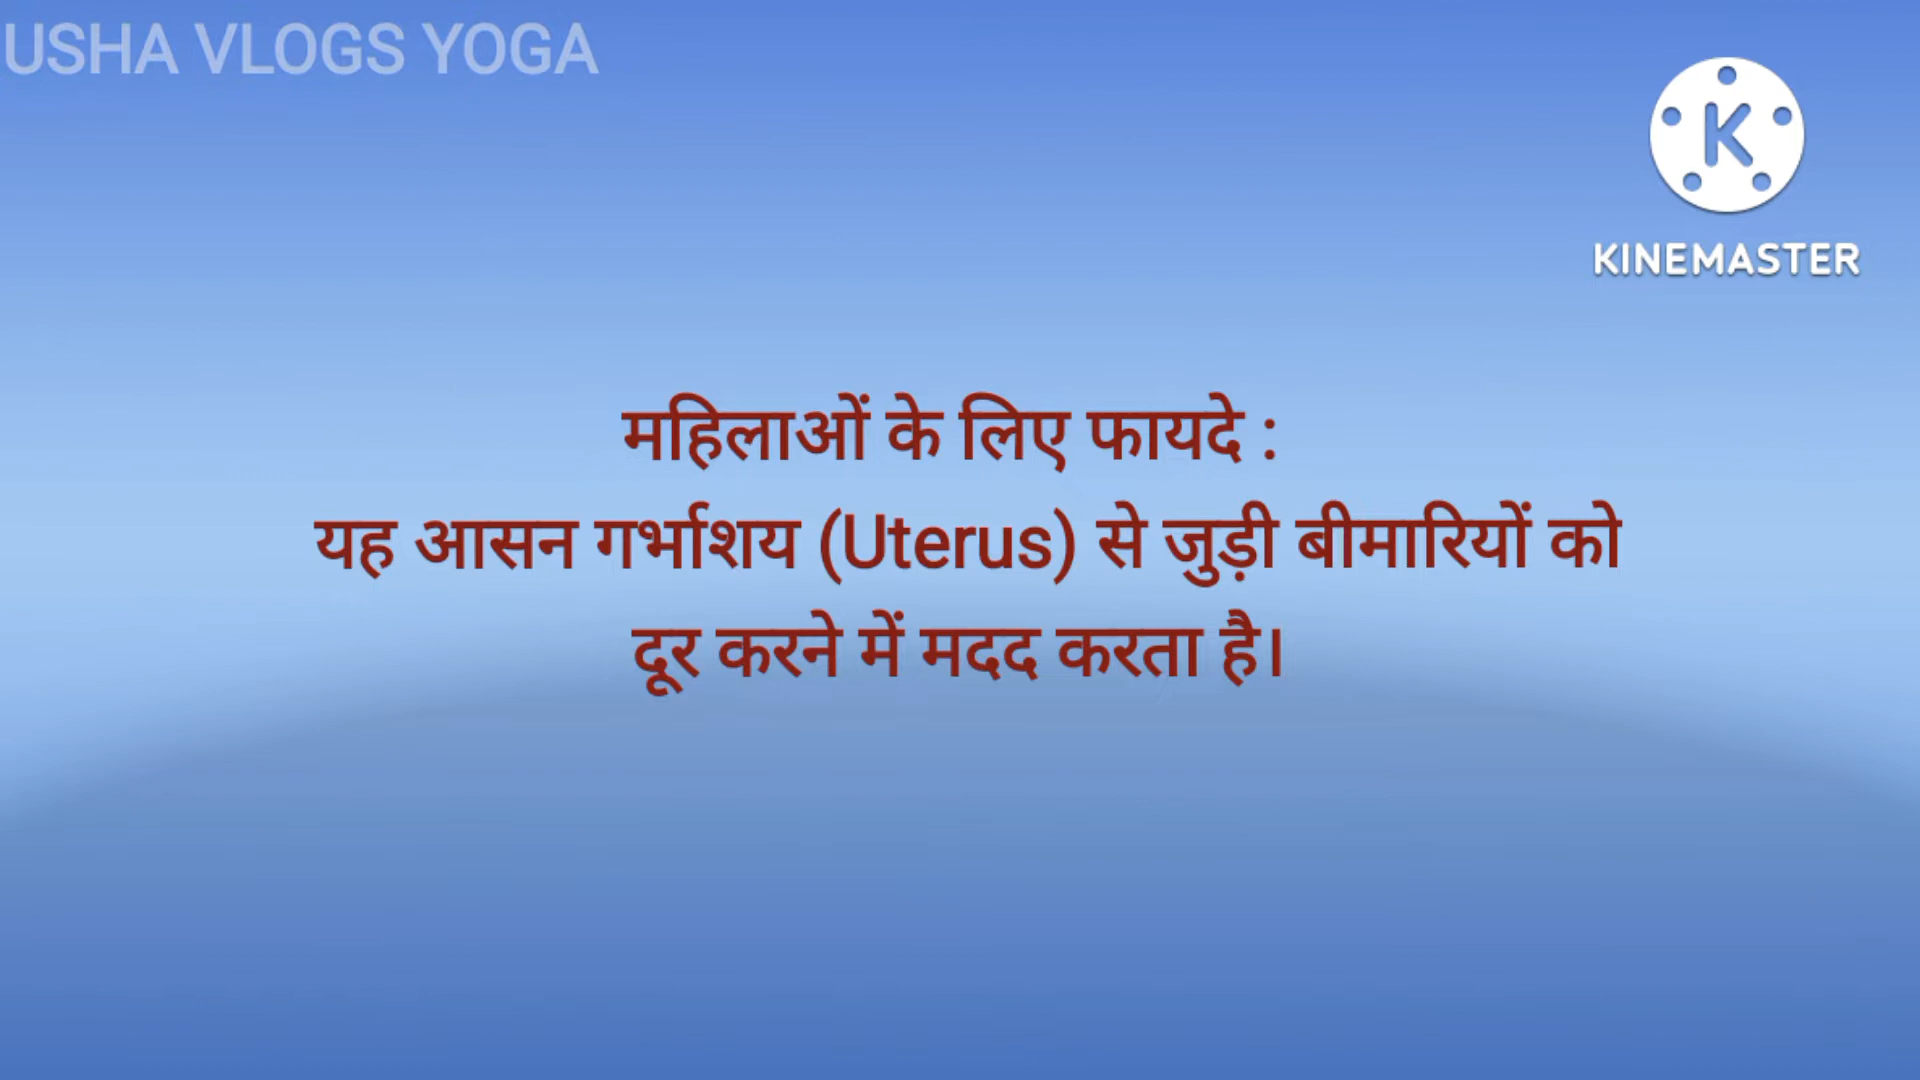 USHA VLOGS YOGA
K
KINEMASTER
महिलाओं के लिए फायदे :
यह आसन गर्भाशय (Uterus) से जुड़ी बीमारियों को
दूर करने में मदद करता है।